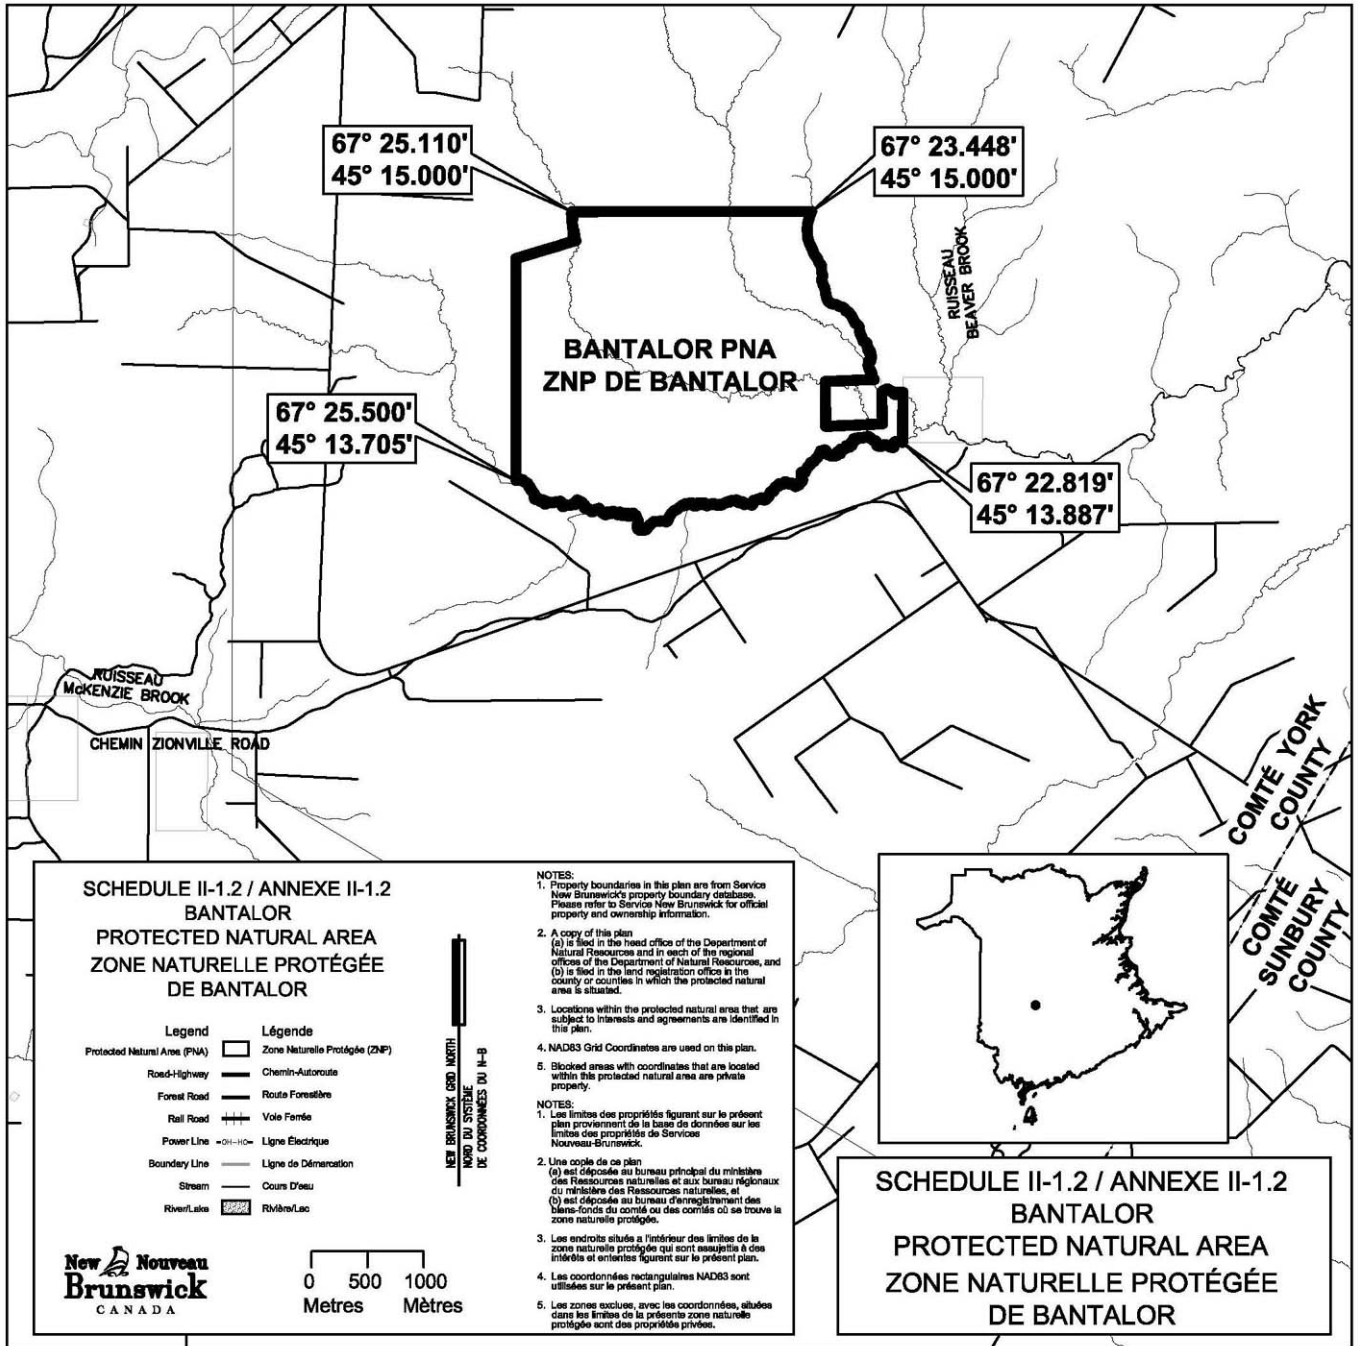 67° 25.110'
45° 15.000'
67° 23.448'
45° 15.000'
RUISSEAU
BEAVER BROOK
BANTALOR PNA
ZNP DE BANTALOR
67° 25.500'
45° 13.705'
67° 22.819'
45° 13.887'
RUISSEAU
McKENZIE BROOK
CHEMIN ZIONVILLE ROAD
COMTÉ YORK
COUNTY
COMTÉ
SUNBURY
COUNTY
SCHEDULE II-1.2 / ANNEXE II-1.2
BANTALOR
PROTECTED NATURAL AREA
ZONE NATURELLE PROTÉGÉE
DE BANTALOR
Legend Légende
Protected Natural Area (PNA) Zone Naturelle Protégée (ZNP)
Road-Highway Chemin-Autoroute
Forest Road Route Forestière
Rail Road Voie Ferrée
Power Line -OH-HO- Ligne Électrique
Boundary Line Ligne de Démarcation
Stream Cours D'eau
River/Lake Rivière/Lac
NEW BRUNSWICK GRID NORTH
NORD DU SYSTÈME
DE COORDONNÉES DU N-B
New Nouveau
Brunswick
CANADA
0 500 1000
Metres Mètres
NOTES:
1. Property boundaries in this plan are from Service
New Brunswick's property boundary database.
Please refer to Service New Brunswick for official
property and ownership information.
2. A copy of this plan
(a) is filed in the head office of the Department of
Natural Resources and in each of the regional
offices of the Department of Natural Resources, and
(b) is filed in the land registration office in the
county or counties in which the protected natural
area is situated.
3. Locations within the protected natural area that are
subject to interests and agreements are identified in
this plan.
4. NAD83 Grid Coordinates are used on this plan.
5. Blocked areas with coordinates that are located
within this protected natural area are private
property.
NOTES:
1. Les limites des propriétés figurant sur le présent
plan proviennent de la base de données sur les
limites des propriétés de Services
Nouveau-Brunswick.
2. Une copie de ce plan
(a) est déposée au bureau principal du ministère
des Ressources naturelles et aux bureau régionaux
du ministère des Ressources naturelles, et
(b) est déposée au bureau d'enregistrement des
biens-fonds du comté ou des comtés où se trouve la
zone naturelle protégée.
3. Les endroits situés a l'intérieur des limites de la
zone naturelle protégée qui sont assujettis à des
intérêts et ententes figurent sur le présent plan.
4. Les coordonnées rectangulaires NAD83 sont
utilisées sur le présent plan.
5. Les zones exclues, avec les coordonnées, situées
dans les limites de la présente zone naturelle
protégée sont des propriétés privées.
SCHEDULE II-1.2 / ANNEXE II-1.2
BANTALOR
PROTECTED NATURAL AREA
ZONE NATURELLE PROTÉGÉE
DE BANTALOR